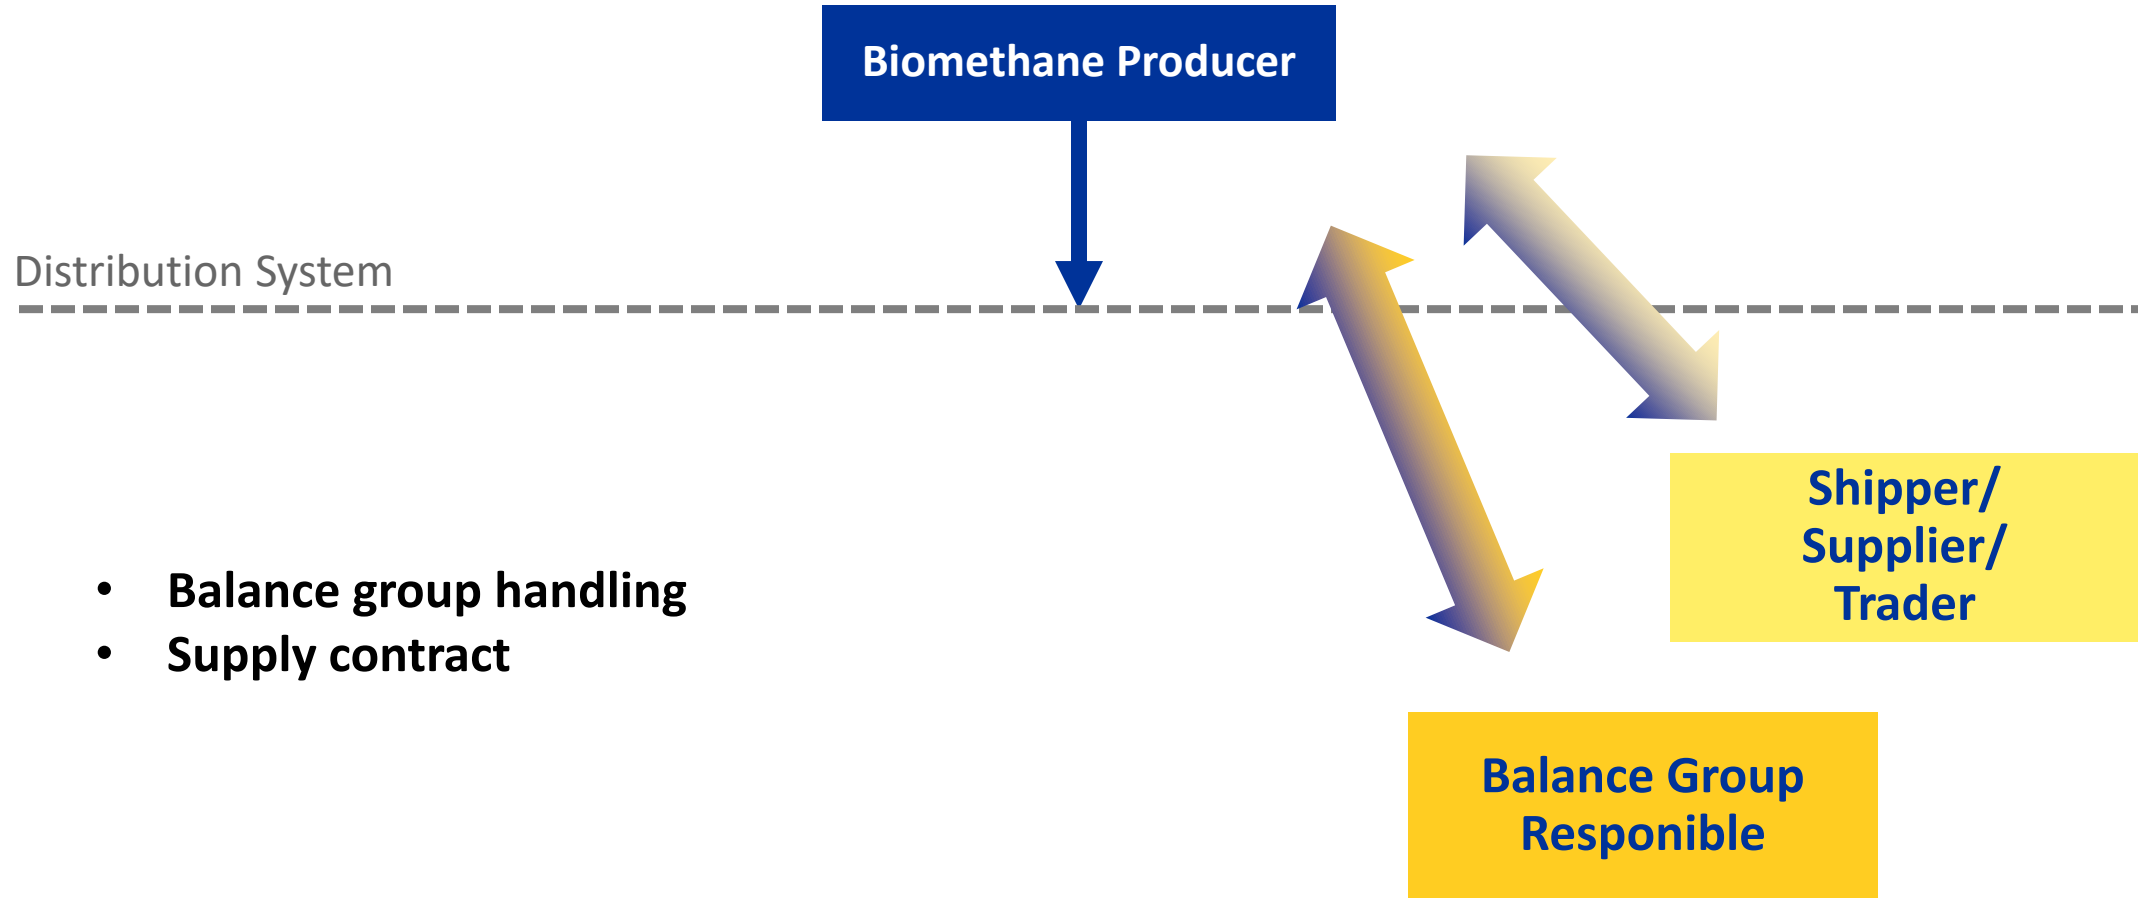 Biomethane Producer
Distribution System
Shipper/
Supplier/
Trader
• Balance group handling
• Supply contract
Balance Group
Responible